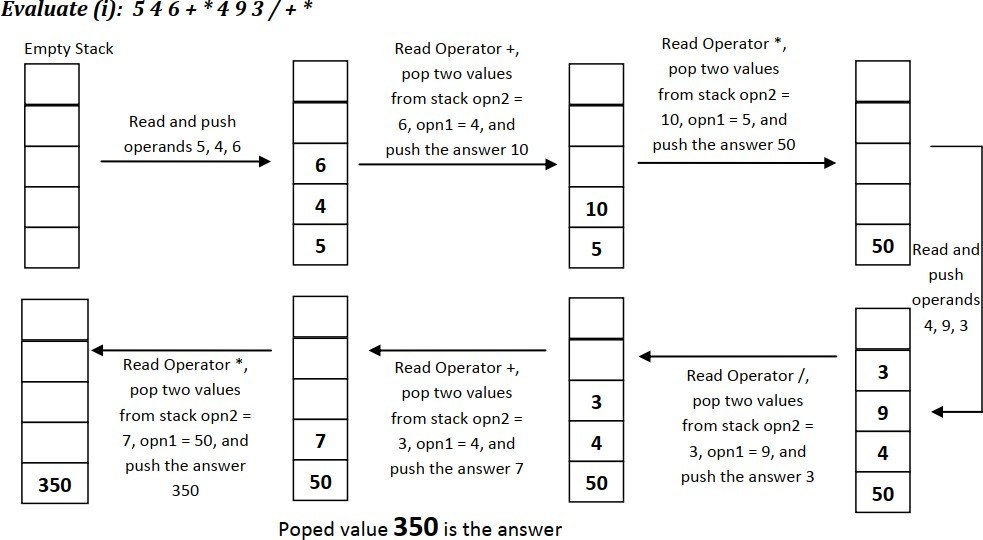 Evaluate (i): 5 4 6 + * 4 9 3 / + *
Empty Stack
Read and push
operands 5, 4, 6
6
4
5
Read Operator +,
pop two values
from stack opn2 =
6, opn1 = 4, and
push the answer 10
10
5
Read Operator *,
pop two values
from stack opn2 =
10, opn1 = 5, and
push the answer 50
50
Read and
push
operands
4, 9, 3
3
9
4
50
Read Operator /,
pop two values
from stack opn2 =
3, opn1 = 9, and
push the answer 3
3
4
50
Read Operator +,
pop two values
from stack opn2 =
3, opn1 = 4, and
push the answer 7
7
50
Read Operator *,
pop two values
from stack opn2 =
7, opn1 = 50, and
push the answer
350
350
Poped value 350 is the answer